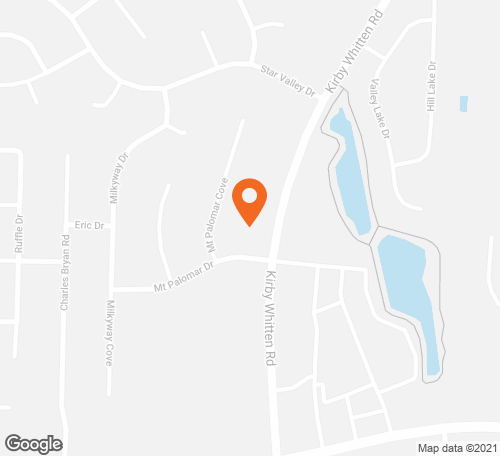 Kirby Whitten Rd
Star Valley Dr
Valley Lake Dr
Hill Lake Dr
Milkyway Dr
Mt Palomar Cove
Ruffle Dr
Eric Dr
Charles Bryan Rd
Mt Palomar Dr
Milkyway Cove
Kirby Whitten Rd
Google
Map data ©2021